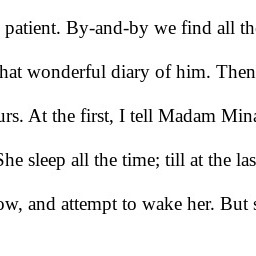 patient. By-and-by we find all th
hat wonderful diary of him. Then
urs. At the first, I tell Madam Mina
She sleep all the time; till at the las
ow, and attempt to wake her. But s